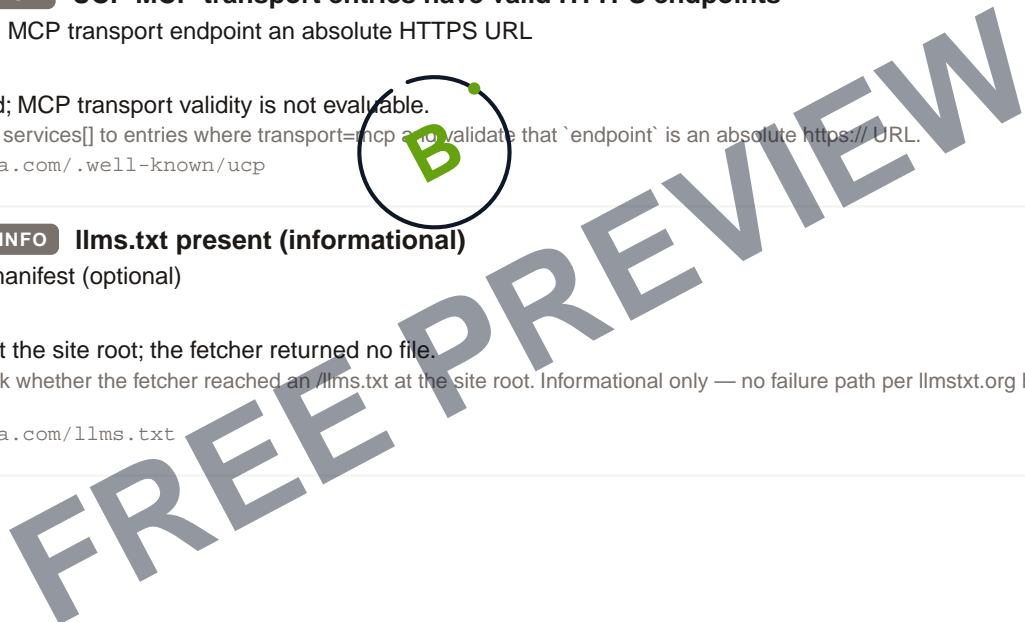 UCP MCP transport entries have valid HTTPS endpoints
MCP transport endpoint an absolute HTTPS URL
d; MCP transport validity is not evaluable.
services[] to entries where transport=mcp and validate that `endpoint` is an absolute https:// URL.
a.com/.well-known/ucp
B
INFO llms.txt present (informational)
manifest (optional)
t the site root; the fetcher returned no file.
k whether the fetcher reached an /llms.txt at the site root. Informational only — no failure path per llmstxt.org
a.com/llms.txt
FREE PREVIEW